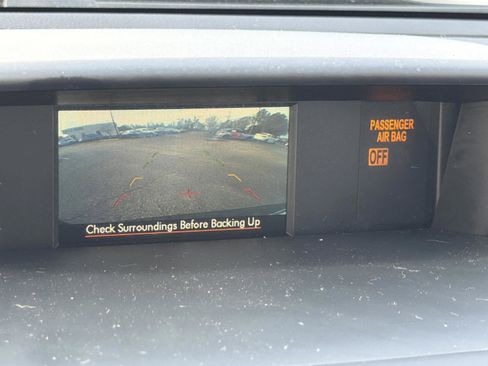 Check Surroundings Before Backing Up
PASSENGER
AIR BAG
OFF